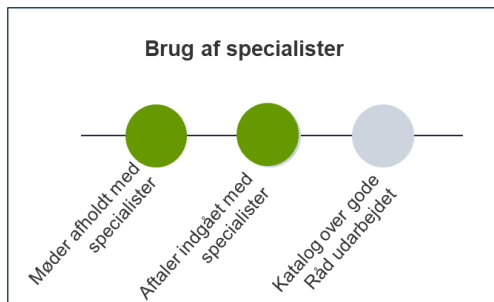 Brug af specialister
Møder afholdt med
specialister
Aftaler indgået med
specialister
Katalog over gode
Råd udarbejdet